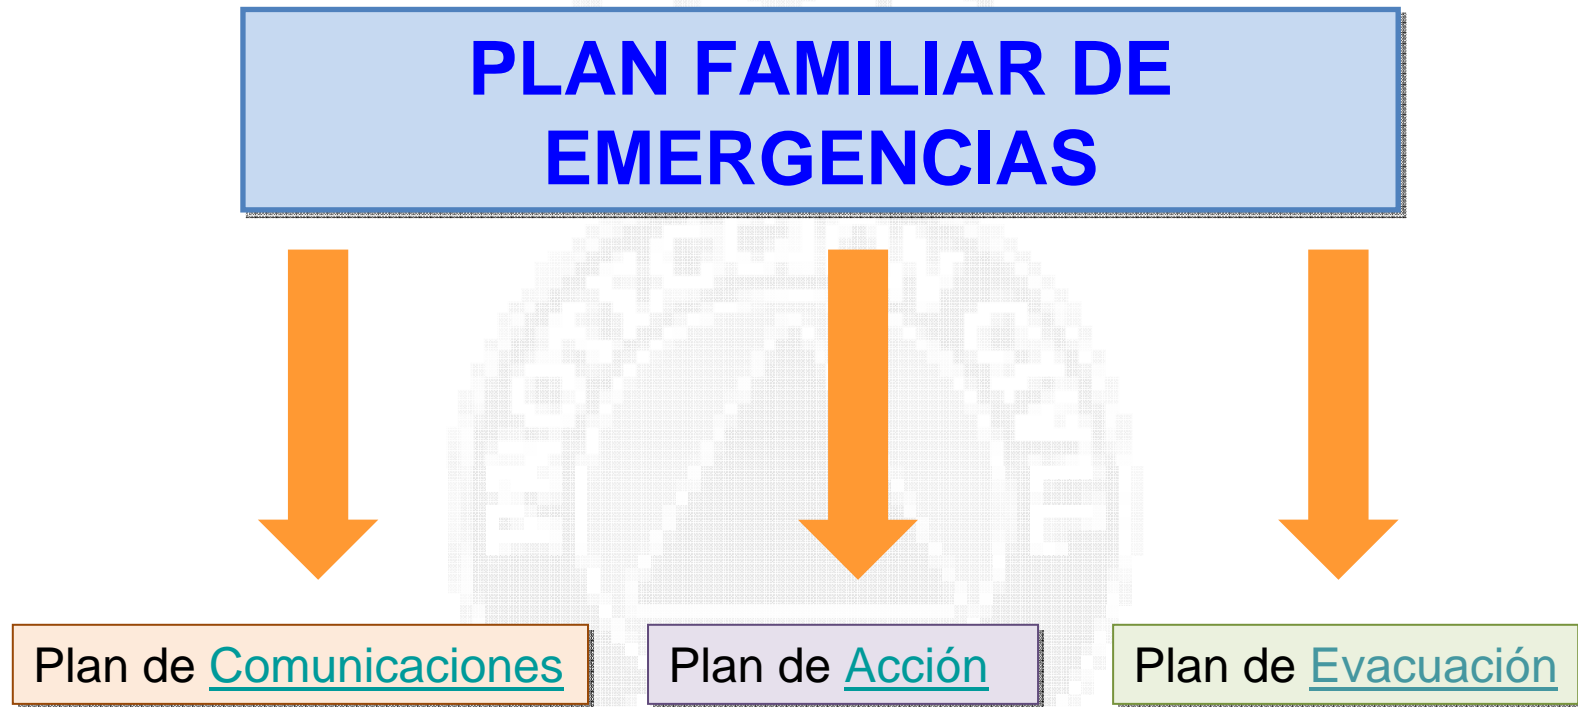 PLAN FAMILIAR DE
EMERGENCIAS
Plan de Comunicaciones
Plan de Acción
Plan de Evacuación